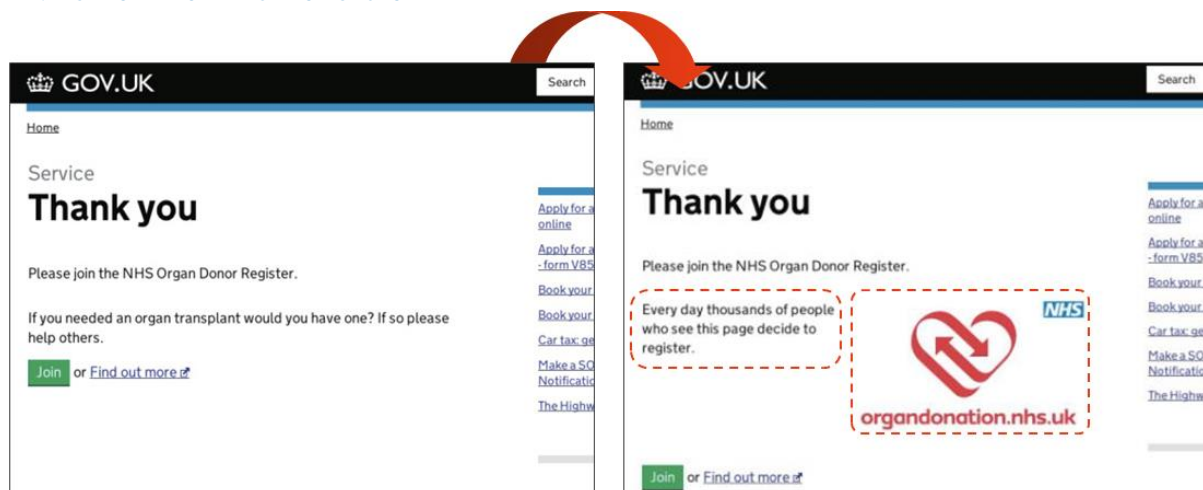 GOV.UK
Search
Home
Service
Thank you
Please join the NHS Organ Donor Register.
If you needed an organ transplant would you have one? If so please
help others.
Join or Find out more
Apply for a
online
Apply for a
- form V85
Book your
Book your
Car tax: ge
Make a SO
Notificatio
The Highw
GOV.UK
Search
Home
Service
Thank you
Please join the NHS Organ Donor Register.
Every day thousands of people
who see this page decide to
register.
NHS
organdonation.nhs.uk
Join or Find out more
Apply for a
online
Apply for a
- form V85
Book your
Book your
Car tax: ge
Make a SO
Notificatio
The Highw